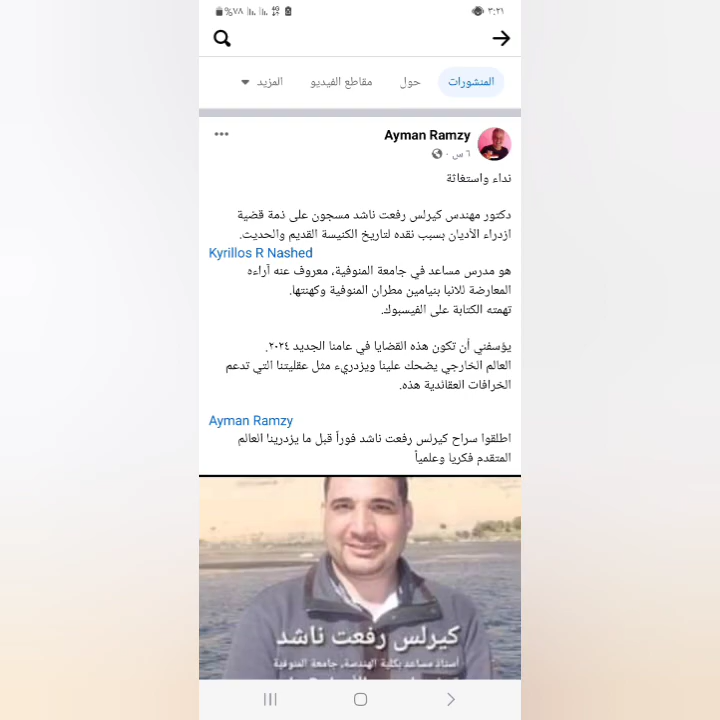 ٣:٢١
%٧٨
المنشورات
حول
مقاطع الفيديو
المزيد
Ayman Ramzy
٦ س
نداء واستغاثة
دكتور مهندس كيرلس رفعت ناشد مسجون على ذمة قضية
ازدراء الأديان بسبب نقده لتاريخ الكنيسة القديم والحديث.
Kyrillos R Nashed
هو مدرس مساعد في جامعة المنوفية، معروف عنه آراءه
المعارضة للانبا بنيامين مطران المنوفية وكهنتها.
تهمته الكتابة على الفيسبوك.
يؤسفني أن تكون هذه القضايا في عامنا الجديد ٢٠٢٤.
العالم الخارجي يضحك علينا ويزدريء مثل عقليتنا التي تدعم
الخرافات العقائدية هذه.
Ayman Ramzy
اطلقوا سراح كيرلس رفعت ناشد فوراً قبل ما يزدرينا العالم
المتقدم فكريا وعلمياً
كيرلس رفعت ناشد
أستاذ مساعد بكلية الهندسة، جامعة المنوفية